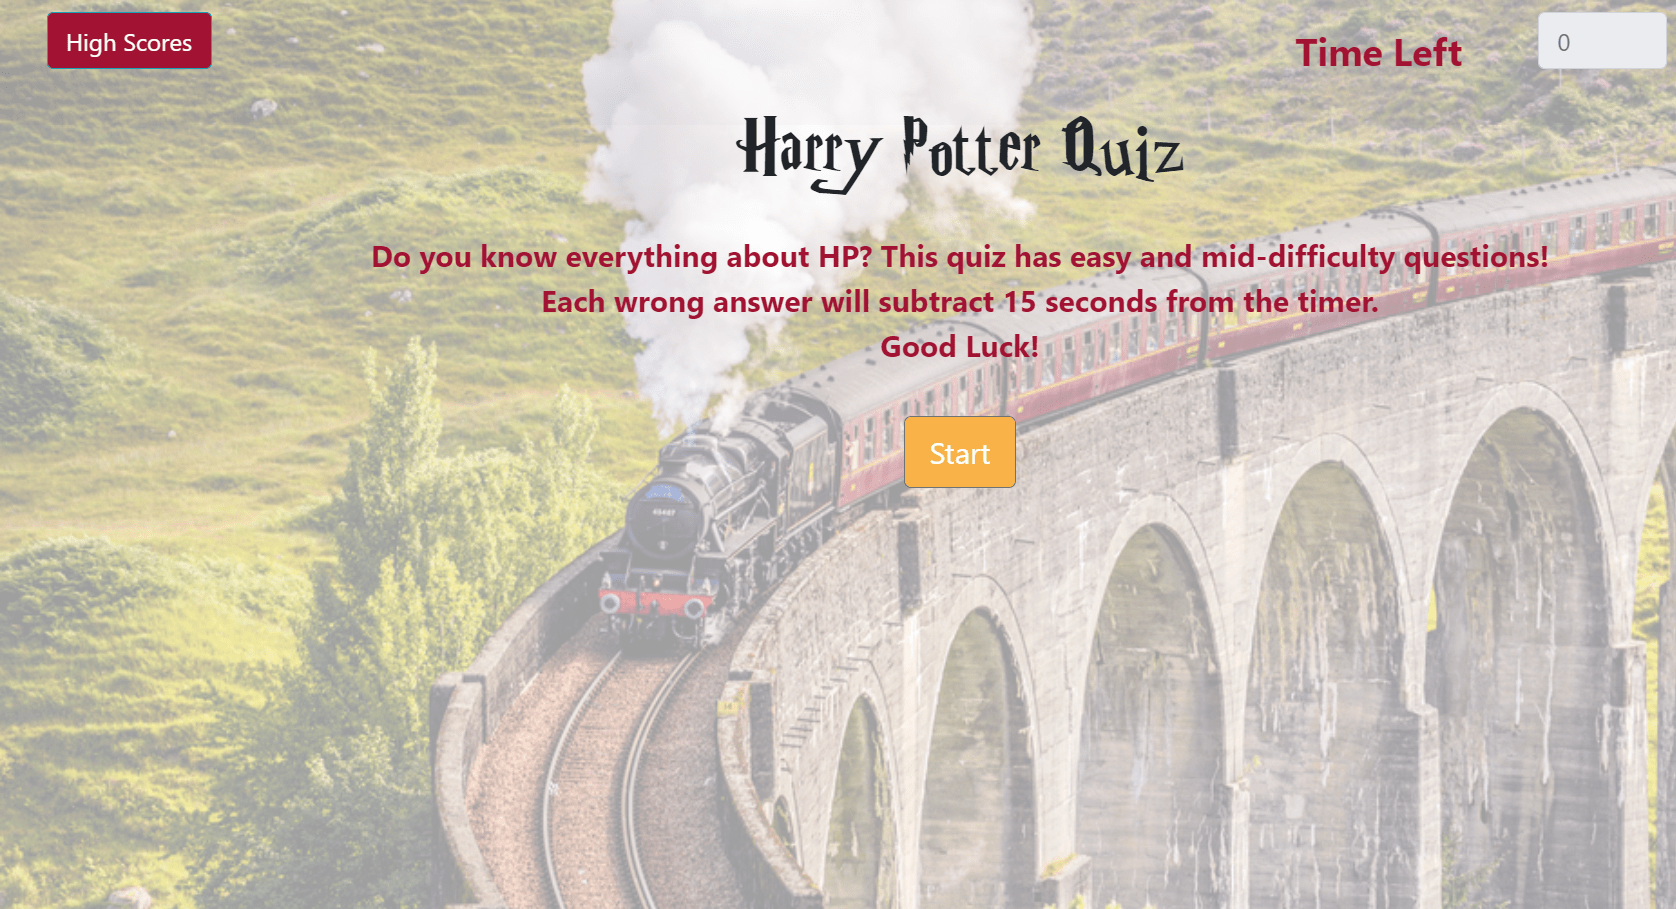 High Scores
Time Left
0
Harry Potter Quiz
Do you know everything about HP? This quiz has easy and mid-difficulty questions!
Each wrong answer will subtract 15 seconds from the timer.
Good Luck!
Start